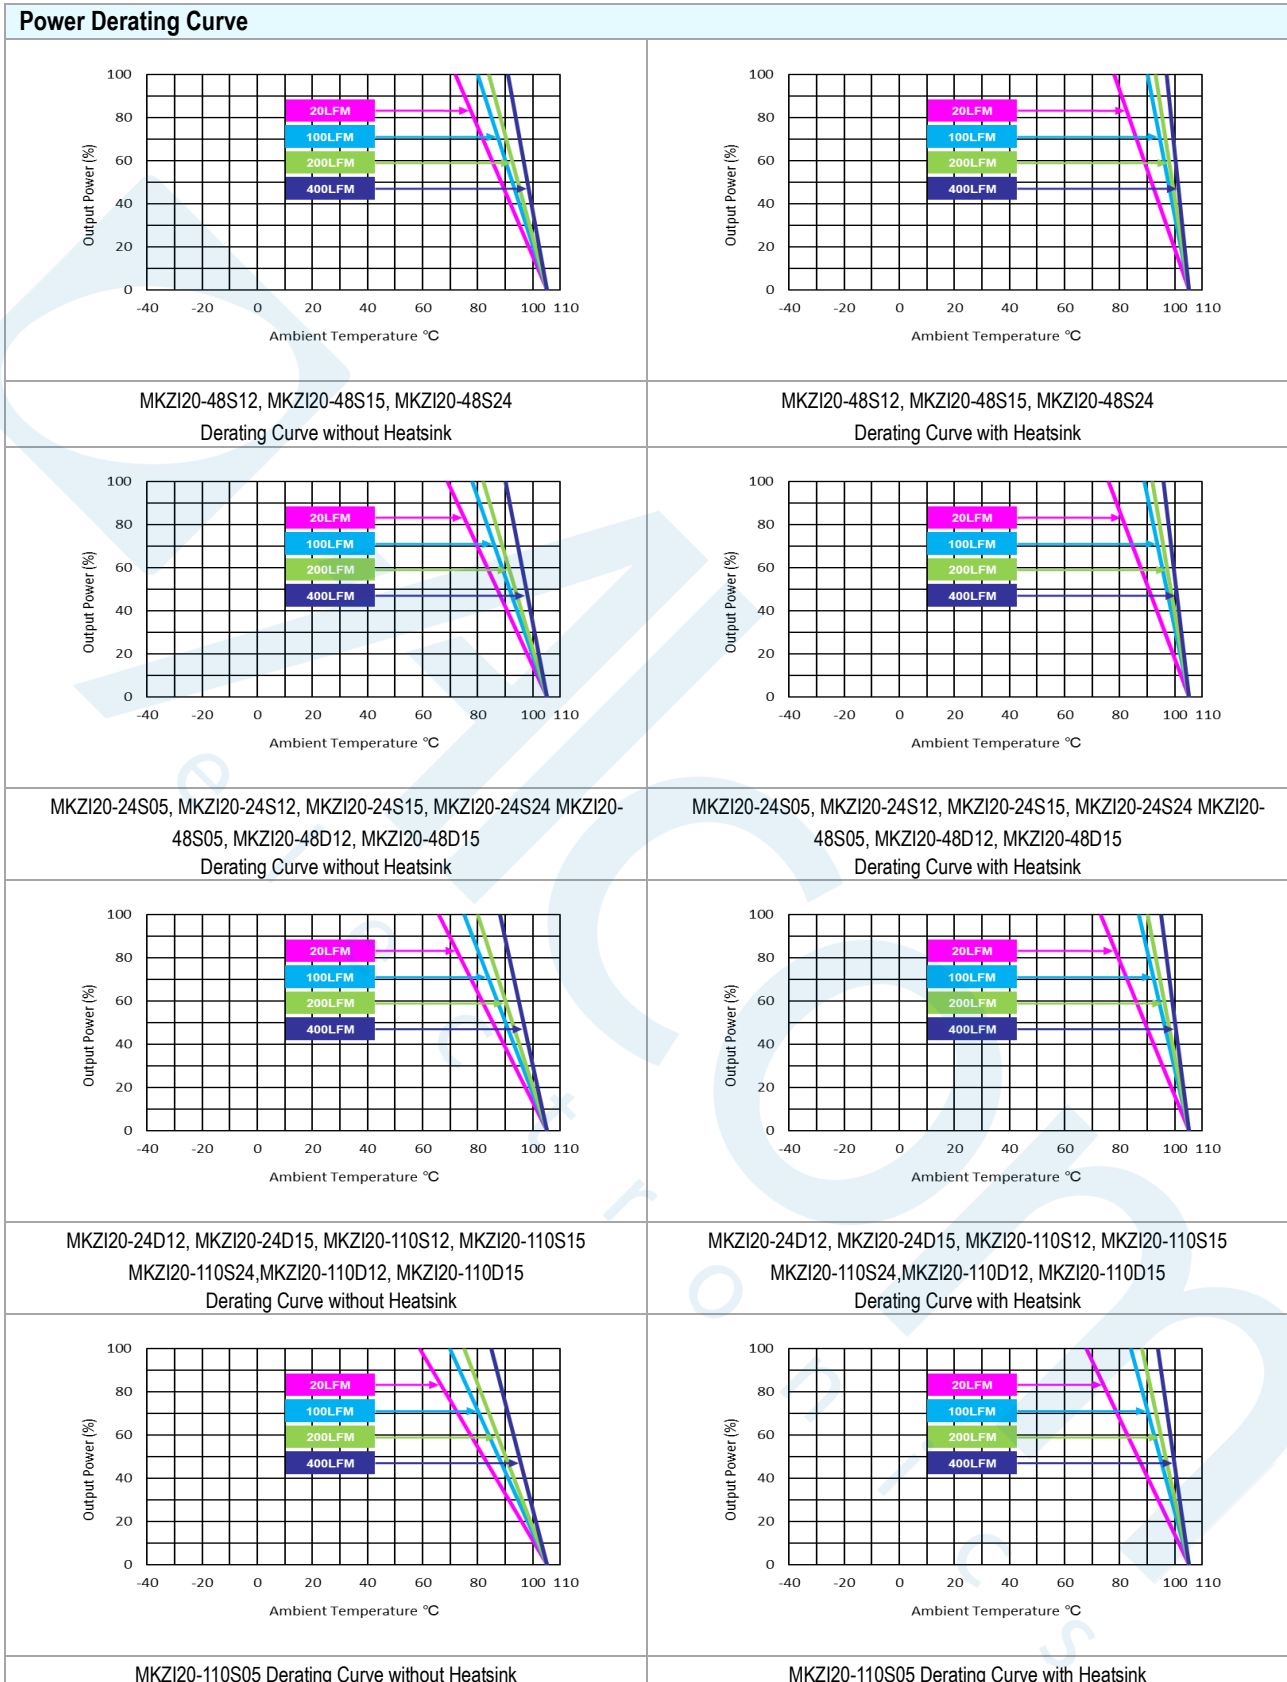 Power Derating Curve
100
80
60
40
20
0
Output Power (%)
20LFM
100LFM
200LFM
400LFM
-40 -20 0 20 40 60 80 100 110
Ambient Temperature ℃
100
80
60
40
20
0
Output Power (%)
20LFM
100LFM
200LFM
400LFM
-40 -20 0 20 40 60 80 100 110
Ambient Temperature ℃
MKZI20-48S12, MKZI20-48S15, MKZI20-48S24
Derating Curve without Heatsink
MKZI20-48S12, MKZI20-48S15, MKZI20-48S24
Derating Curve with Heatsink
100
80
60
40
20
0
Output Power (%)
20LFM
100LFM
200LFM
400LFM
-40 -20 0 20 40 60 80 100 110
Ambient Temperature ℃
100
80
60
40
20
0
Output Power (%)
20LFM
100LFM
200LFM
400LFM
-40 -20 0 20 40 60 80 100 110
Ambient Temperature ℃
MKZI20-24S05, MKZI20-24S12, MKZI20-24S15, MKZI20-24S24 MKZI20-
48S05, MKZI20-48D12, MKZI20-48D15
Derating Curve without Heatsink
MKZI20-24S05, MKZI20-24S12, MKZI20-24S15, MKZI20-24S24 MKZI20-
48S05, MKZI20-48D12, MKZI20-48D15
Derating Curve with Heatsink
100
80
60
40
20
0
Output Power (%)
20LFM
100LFM
200LFM
400LFM
-40 -20 0 20 40 60 80 100 110
Ambient Temperature ℃
100
80
60
40
20
0
Output Power (%)
20LFM
100LFM
200LFM
400LFM
-40 -20 0 20 40 60 80 100 110
Ambient Temperature ℃
MKZI20-24D12, MKZI20-24D15, MKZI20-110S12, MKZI20-110S15
MKZI20-110S24,MKZI20-110D12, MKZI20-110D15
Derating Curve without Heatsink
MKZI20-24D12, MKZI20-24D15, MKZI20-110S12, MKZI20-110S15
MKZI20-110S24,MKZI20-110D12, MKZI20-110D15
Derating Curve with Heatsink
100
80
60
40
20
0
Output Power (%)
20LFM
100LFM
200LFM
400LFM
-40 -20 0 20 40 60 80 100 110
Ambient Temperature ℃
100
80
60
40
20
0
Output Power (%)
20LFM
100LFM
200LFM
400LFM
-40 -20 0 20 40 60 80 100 110
Ambient Temperature ℃
MKZI20-110S05 Derating Curve without Heatsink
MKZI20-110S05 Derating Curve with Heatsink
electronics